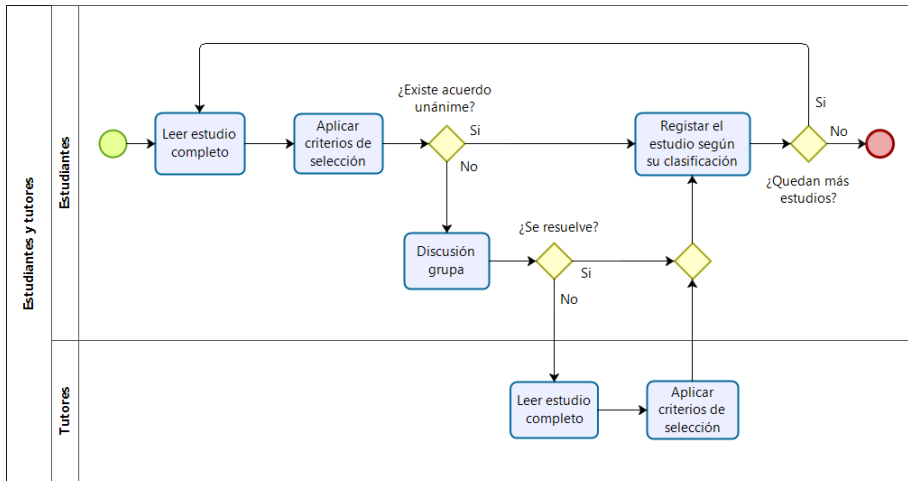 Estudiantes y tutores
Estudiantes
Tutores
Leer estudio
completo
Aplicar
criterios de
selección
¿Existe acuerdo
unánime?
Si
No
Registar el
estudio según
su clasificación
Si
No
¿Quedan más
estudios?
Discusión
grupa
¿Se resuelve?
Si
No
Leer estudio
completo
Aplicar
criterios de
selección